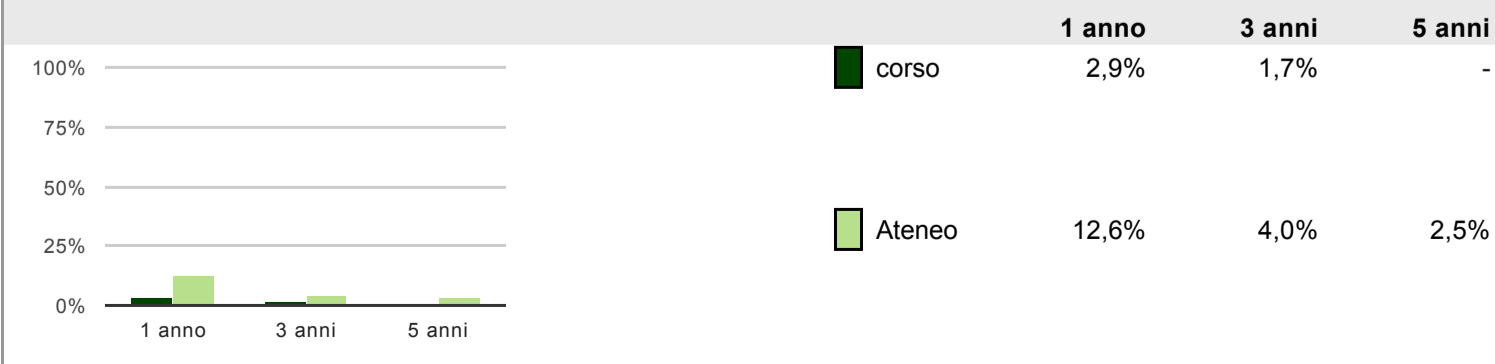 1 anno 3 anni 5 anni
100%
75%
50%
25%
0%
1 anno 3 anni 5 anni
corso 2,9% 1,7% -
Ateneo 12,6% 4,0% 2,5%